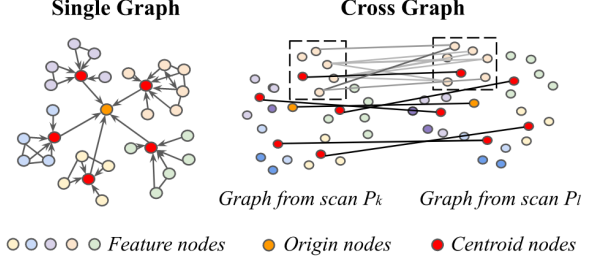 Single Graph
Cross Graph
Graph from scan Pk
Graph from scan Pl
Feature nodes
Origin nodes
Centroid nodes